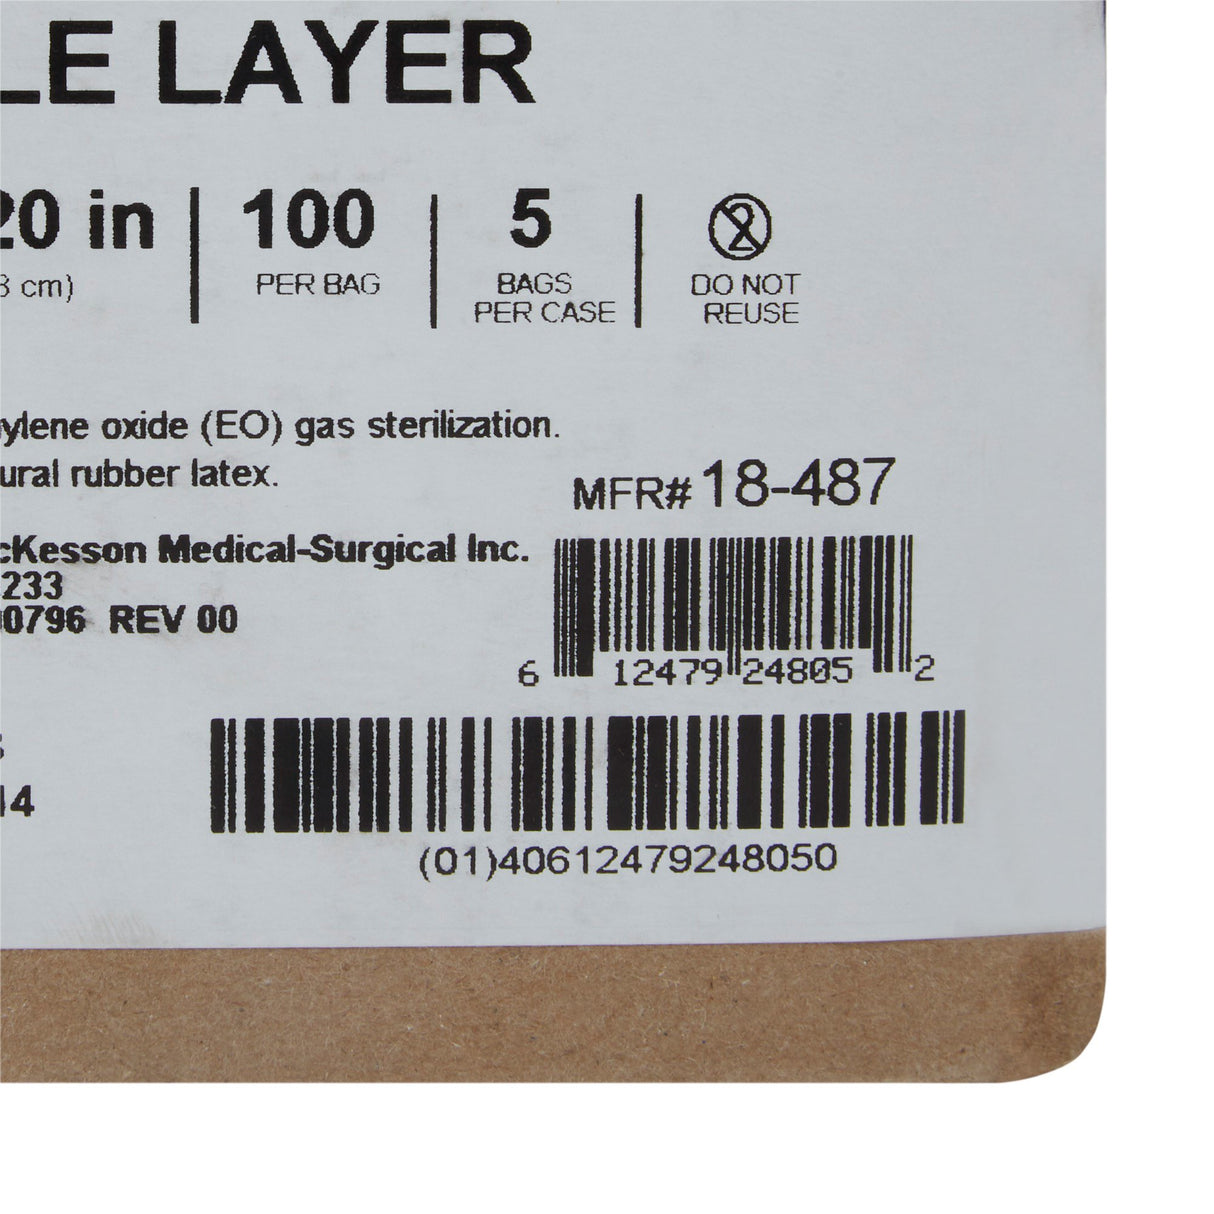 LE LAYER
20 in | 100 | 5
cm) PER BAG BAGS DO NOT
PER CASE REUSE
ylene oxide (EO) gas sterilization.
ural rubber latex.
MFR# 18-487
cKesson Medical-Surgical Inc.
233
0796 REV 00
6 12479 24805 2
14
(01)40612479248050